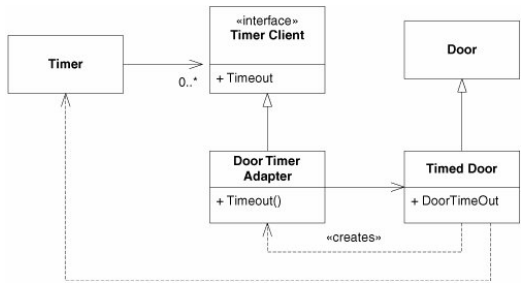 «interface»
Timer Client
Timer
Door
0..*
+ Timeout
Door Timer
Adapter
Timed Door
+ Timeout()
+ DoorTimeOut
«creates»